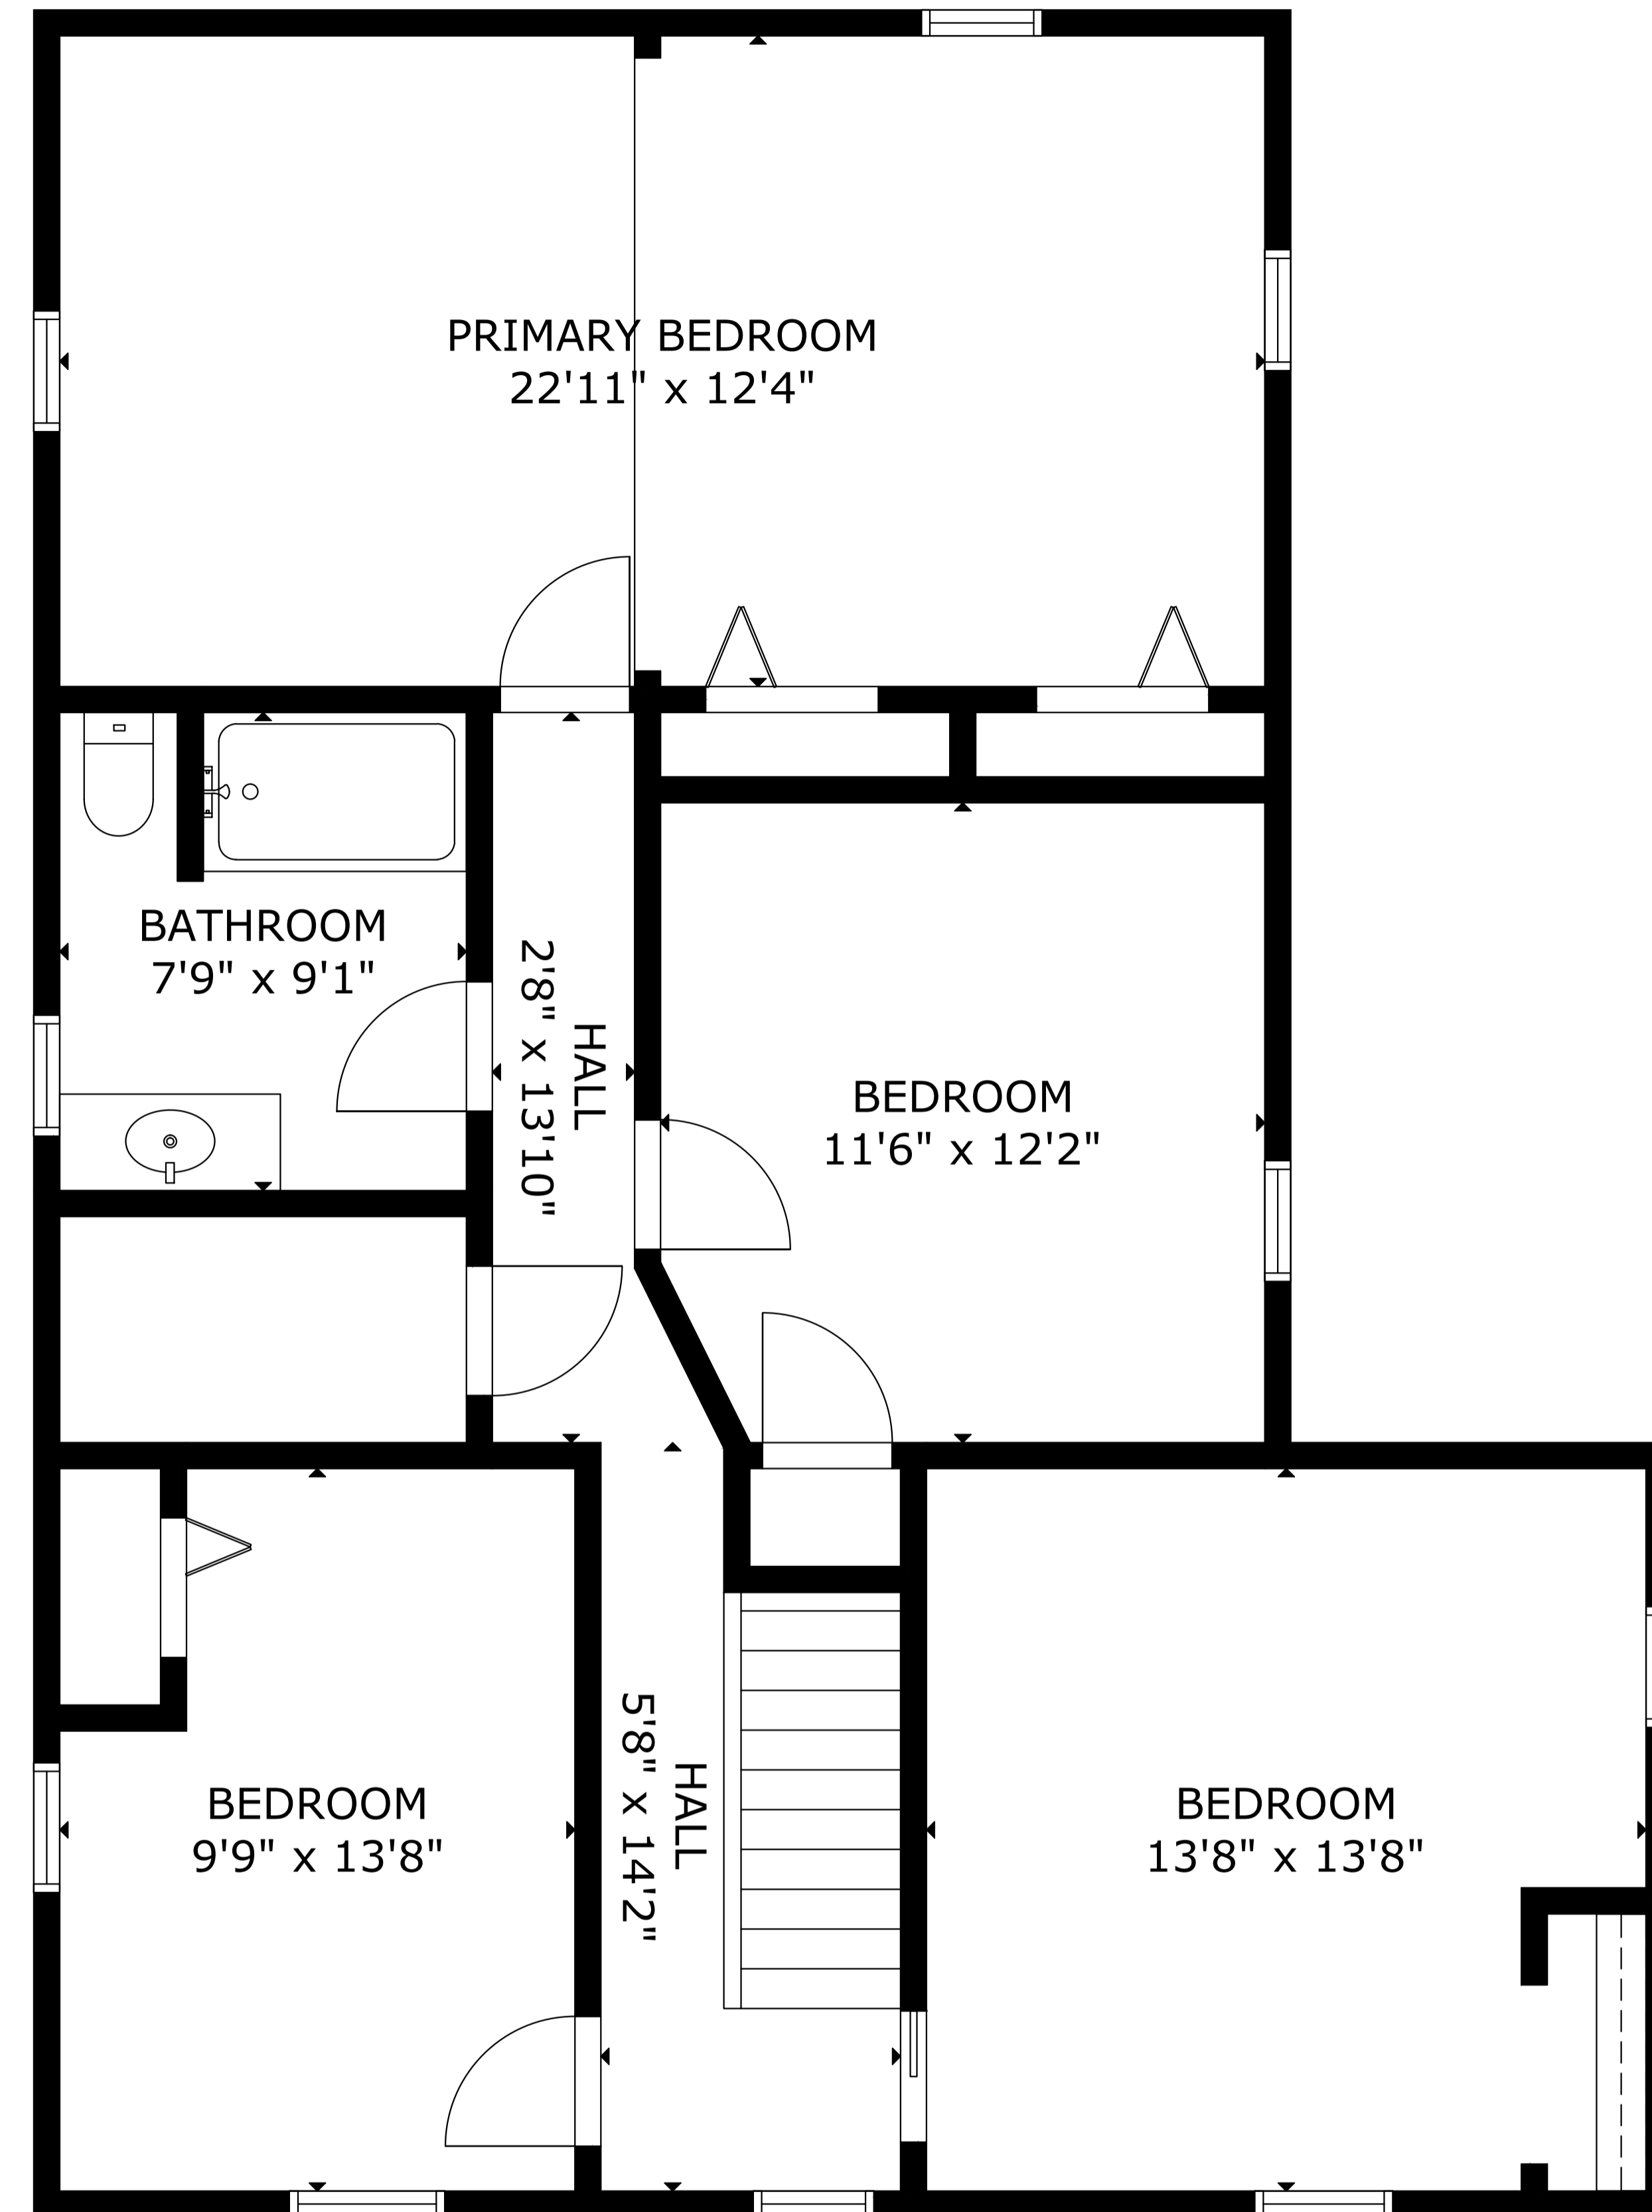 PRIMARY BEDROOM
22'11" x 12'4"
BATHROOM
7'9" x 9'1"
HALL
2'8" x 13'10"
BEDROOM
11'6" x 12'2"
BEDROOM
9'9" x 13'8"
HALL
5'8" x 14'2"
BEDROOM
13'8" x 13'8"